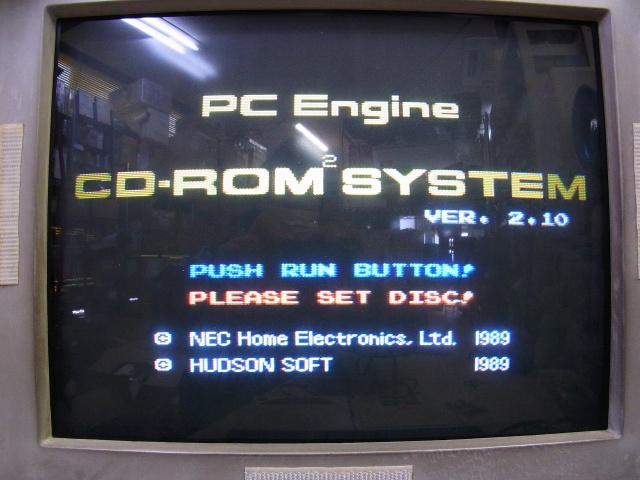 PC Engine
CD-ROM² SYSTEM
VER. 2.10
PUSH RUN BUTTON!
PLEASE SET DISC!
© NEC Home Electronics, Ltd. 1989
© HUDSON SOFT 1989